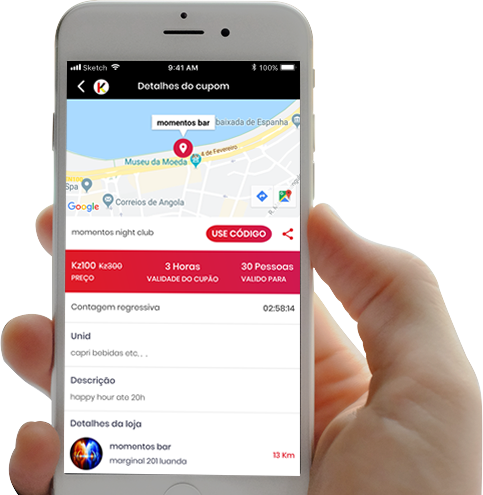 Sketch 9:41 AM 100%
Detalhes do cupom
momentos bar
baixada de Espanha
4 de Fevereiro
Museu da Moeda
Spa
Google
Correios de Angola
momentos night club USE CÓDIGO
Kz100 Kz300 3 Horas 30 Pessoas
PREÇO VALIDADE DO CUPÃO VALIDO PARA
Contagem regressiva 02:58:14
Unid
capri bebidas etc, . .
Descrição
happy hour ate 20h
Detalhes da loja
momentos bar
marginal 201 luanda 13 Km